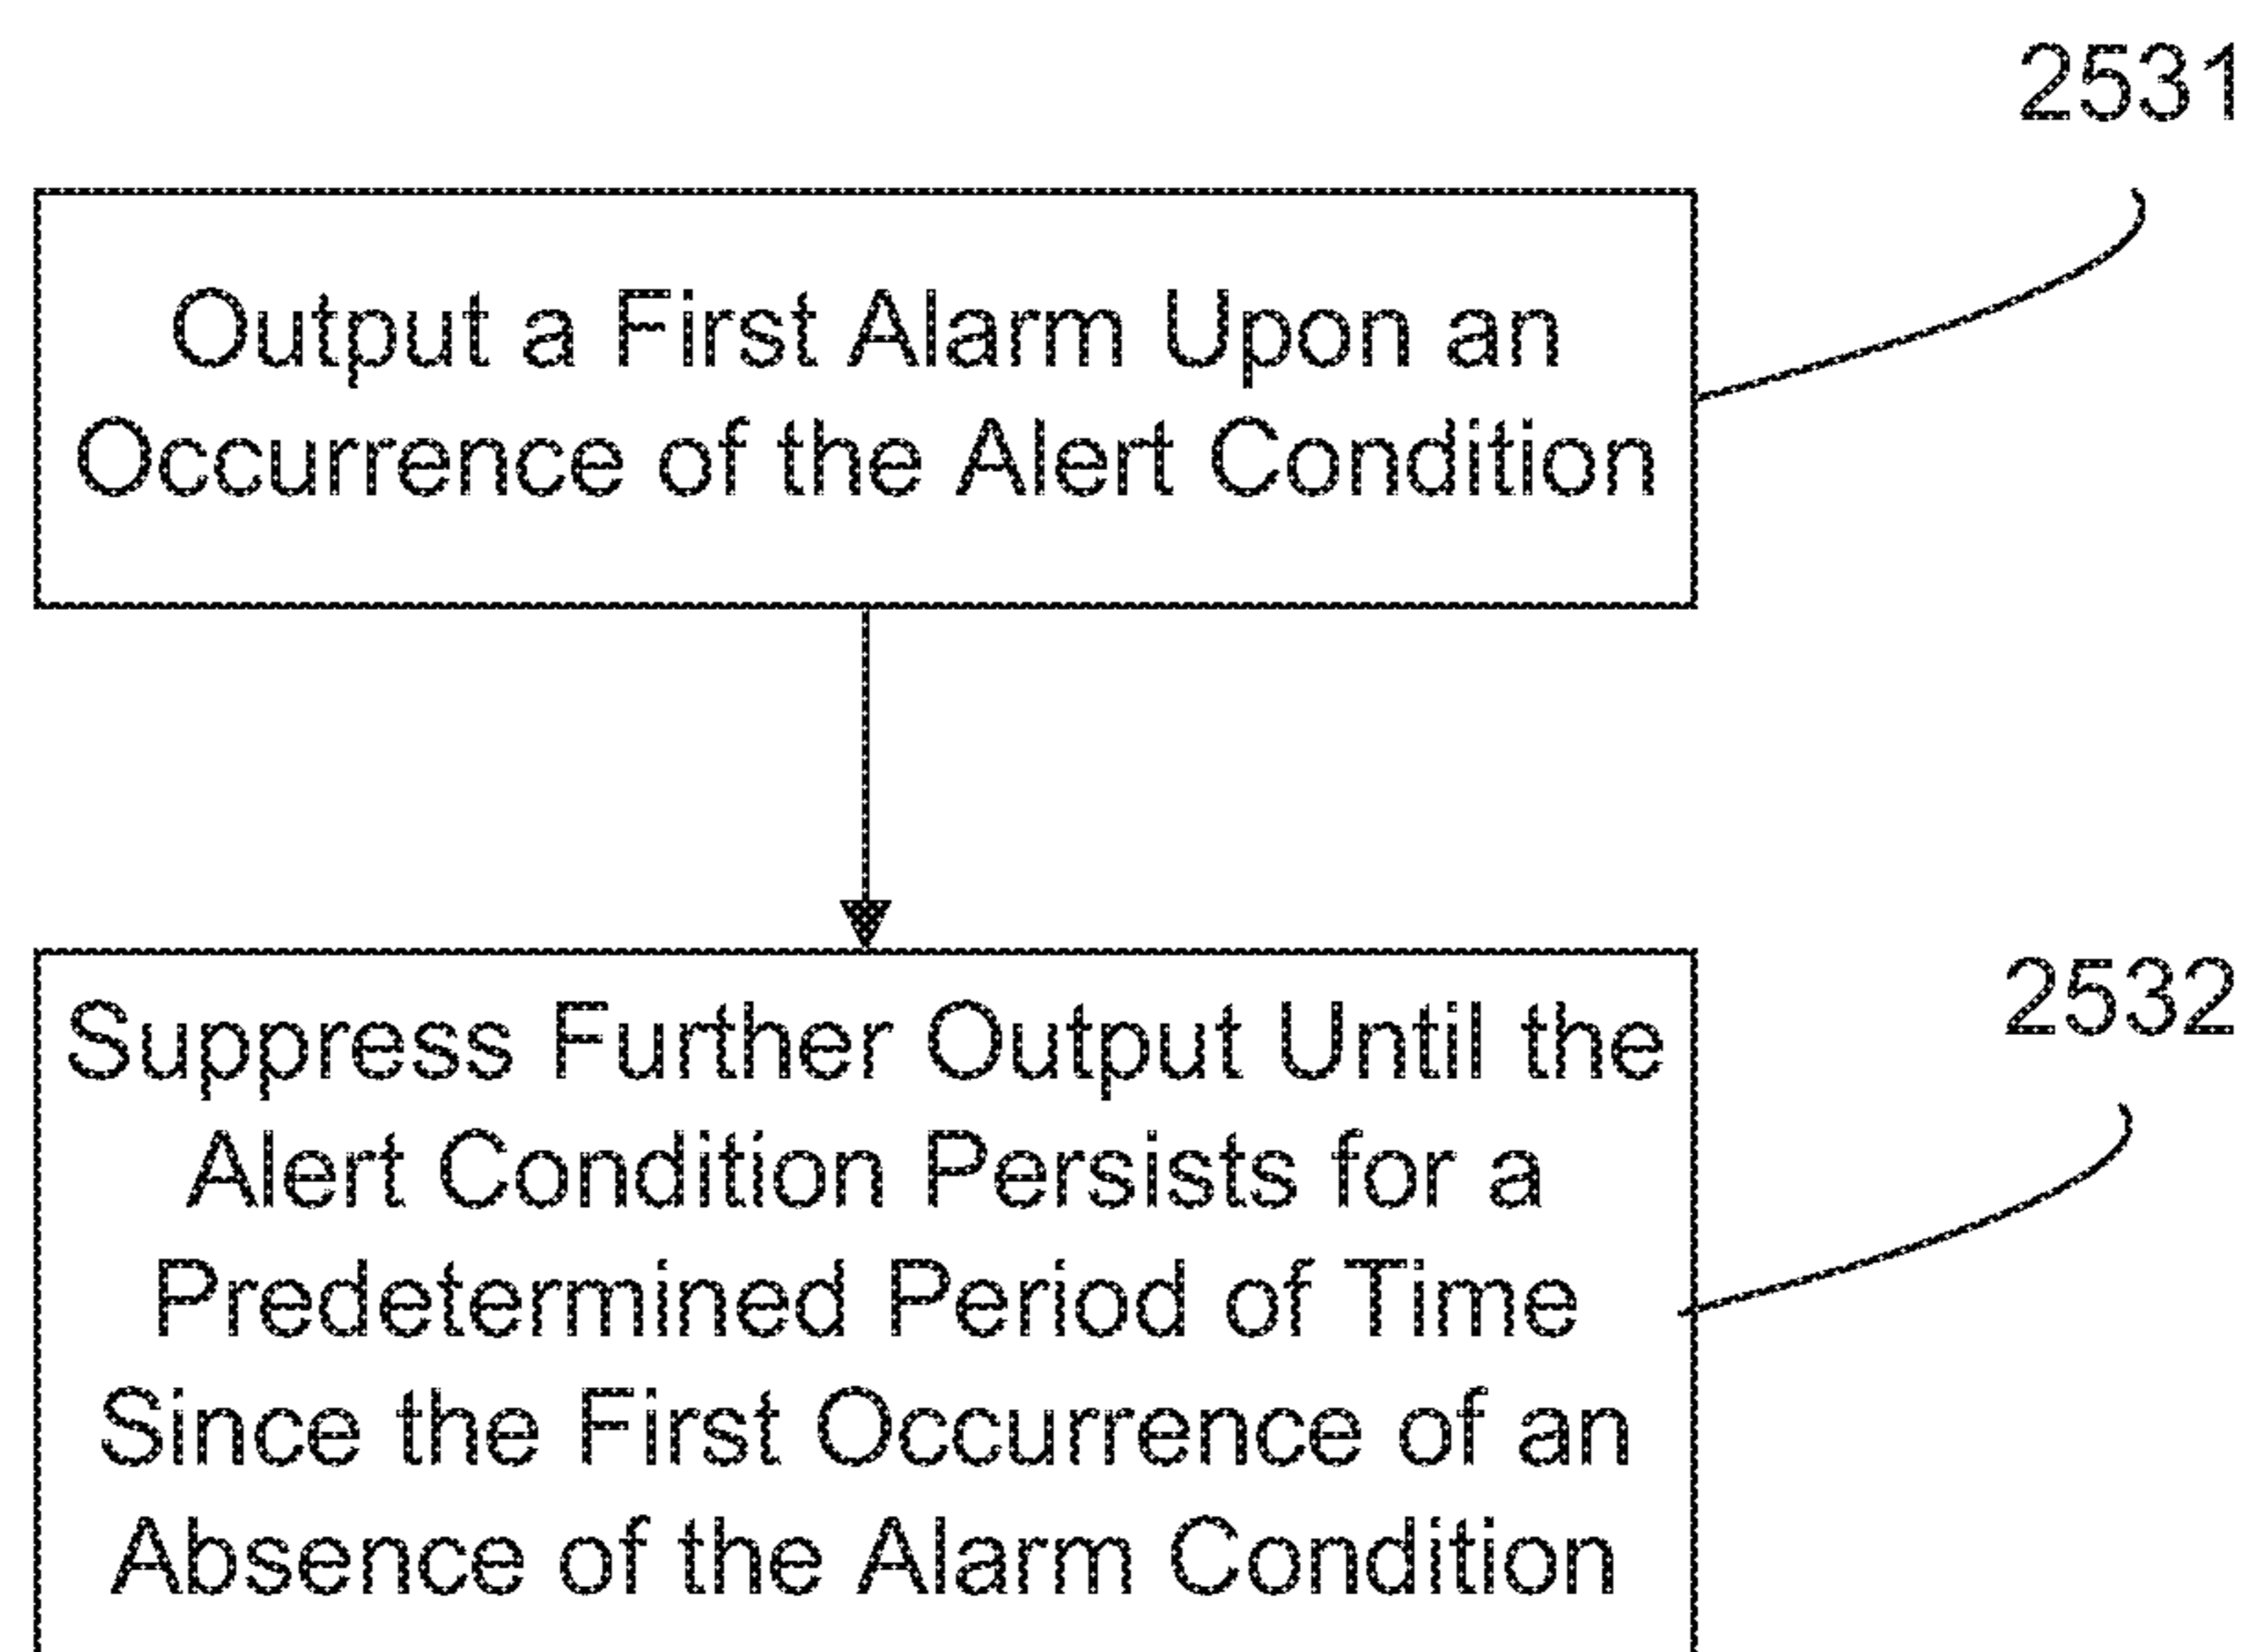 2531
Output a First Alarm Upon an
Occurrence of the Alert Condition
2532
Suppress Further Output Until the
Alert Condition Persists for a
Predetermined Period of Time
Since the First Occurrence of an
Absence of the Alarm Condition